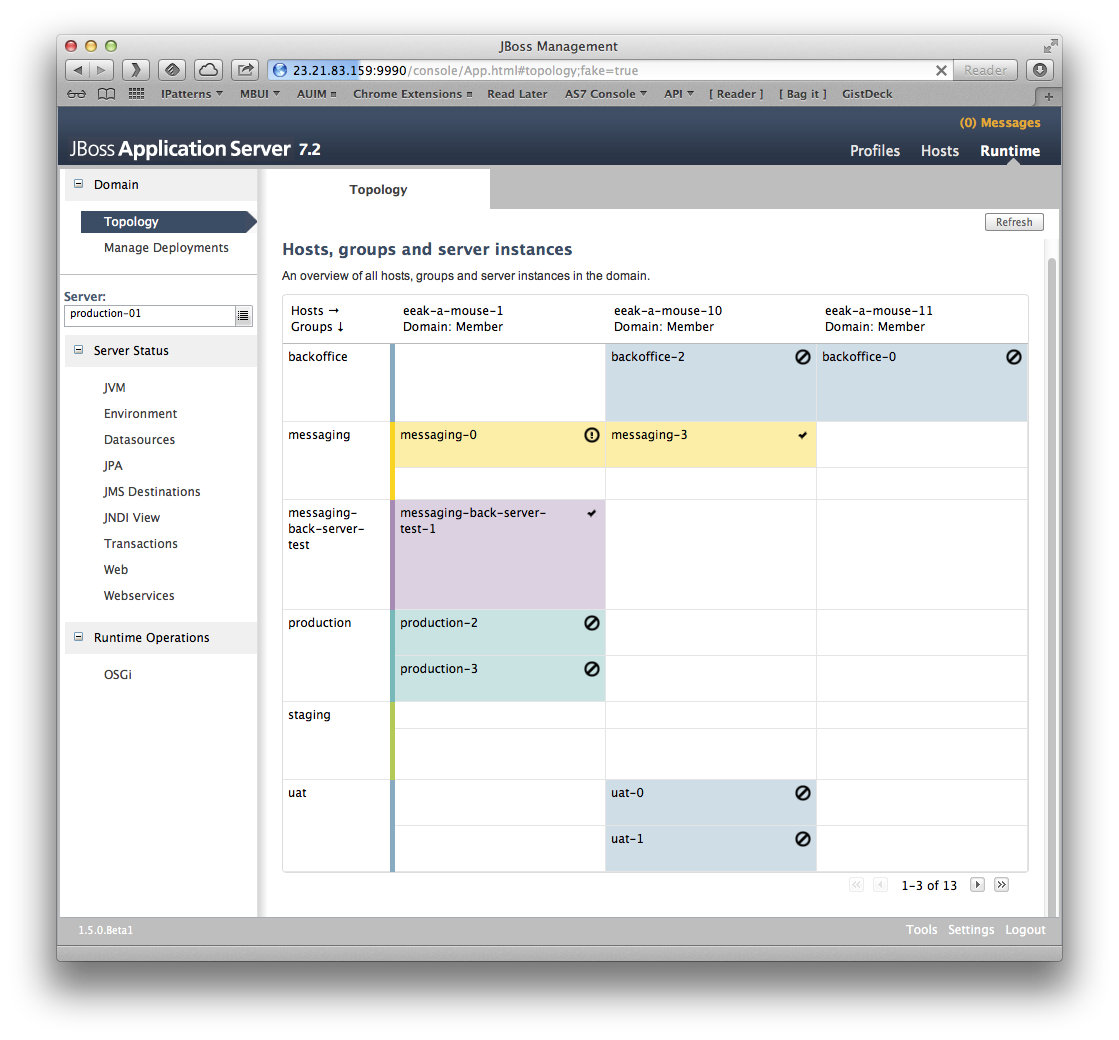 JBoss Management
23.21.83.159:9990/console/App.html#topology;fake=true
Reader
IPatterns ▾ MBUI ▾ AUIM Chrome Extensions Read Later AS7 Console ▾ API ▾ [ Reader ] [ Bag it ] GistDeck
(0) Messages
JBoss Application Server 7.2
Profiles Hosts Runtime
Domain
Topology
Manage Deployments
Server:
production-01
Server Status
JVM
Environment
Datasources
JPA
JMS Destinations
JNDI View
Transactions
Web
Webservices
Runtime Operations
OSGi
Topology
Refresh
Hosts, groups and server instances
An overview of all hosts, groups and server instances in the domain.
Hosts → eeak-a-mouse-1 eeak-a-mouse-10 eeak-a-mouse-11
Groups ↓ Domain: Member Domain: Member Domain: Member
backoffice backoffice-2 backoffice-0
messaging messaging-0 messaging-3
messaging- messaging-back-server-
back-server- test-1
test
production production-2
production-3
staging
uat uat-0
uat-1
1-3 of 13
1.5.0.Beta1
Tools Settings Logout